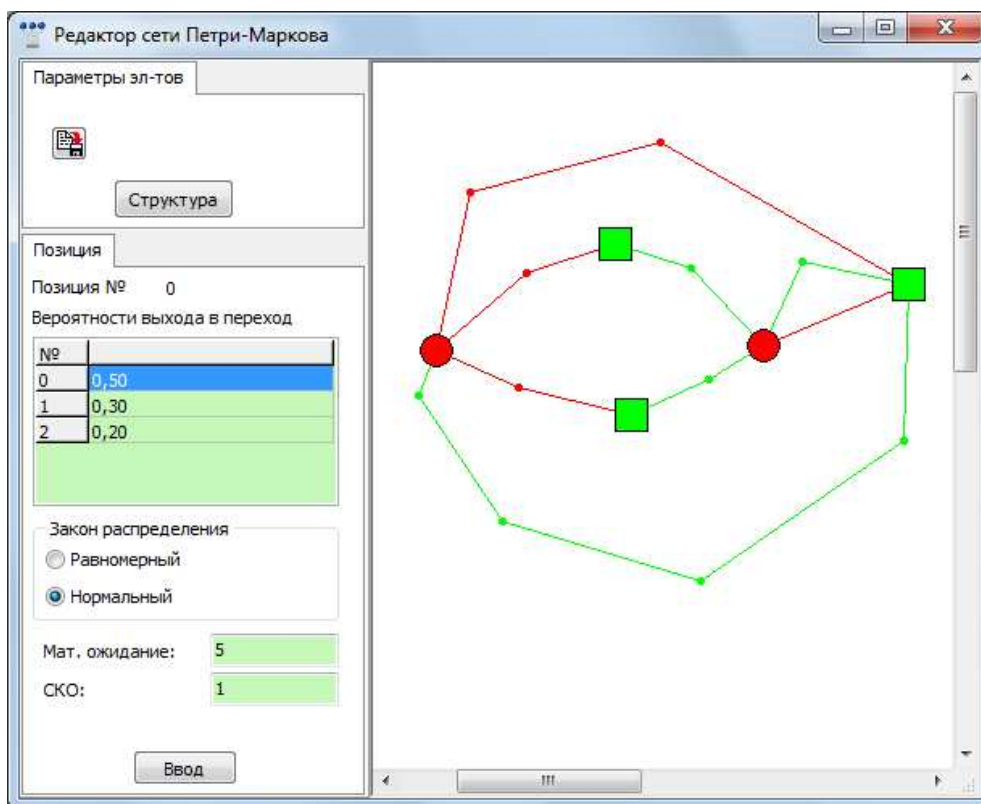 Редактор сети Петри-Маркова
Параметры эл-тов
Структура
Позиция
Позиция № 0
Вероятности выхода в переход
№
0 0,50
1 0,30
2 0,20
Закон распределения
Равномерный
Нормальный
Мат. ожидание: 5
СКО: 1
Ввод